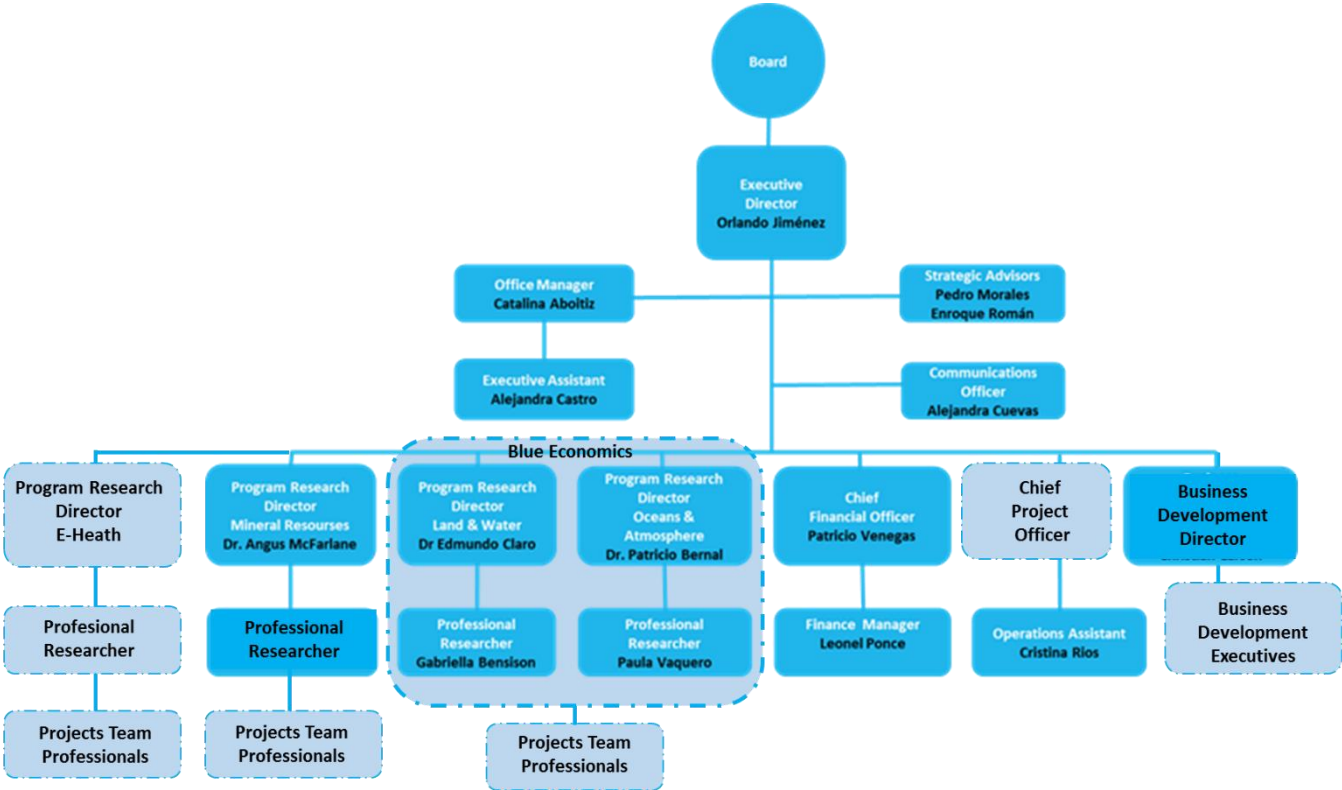 Board
Executive
Director
Orlando Jiménez
Office Manager
Catalina Aboitiz
Strategic Advisors
Pedro Morales
Enroque Román
Executive Assistant
Alejandra Castro
Communications
Officer
Alejandra Cuevas
Blue Economics
Program Research
Director
E-Heath
Program Research
Director
Mineral Resourses
Dr. Angus McFarlane
Program Research
Director
Land & Water
Dr Edmundo Claro
Program Research
Director
Oceans &
Atmosphere
Dr. Patricio Bernal
Chief
Financial Officer
Patricio Venegas
Chief
Project
Officer
Business
Development
Director
Profesional
Researcher
Professional
Researcher
Professional
Researcher
Gabriella Bensison
Professional
Researcher
Paula Vaquero
Finance Manager
Leonel Ponce
Operations Assistant
Cristina Rios
Business
Development
Executives
Projects Team
Professionals
Projects Team
Professionals
Projects Team
Professionals